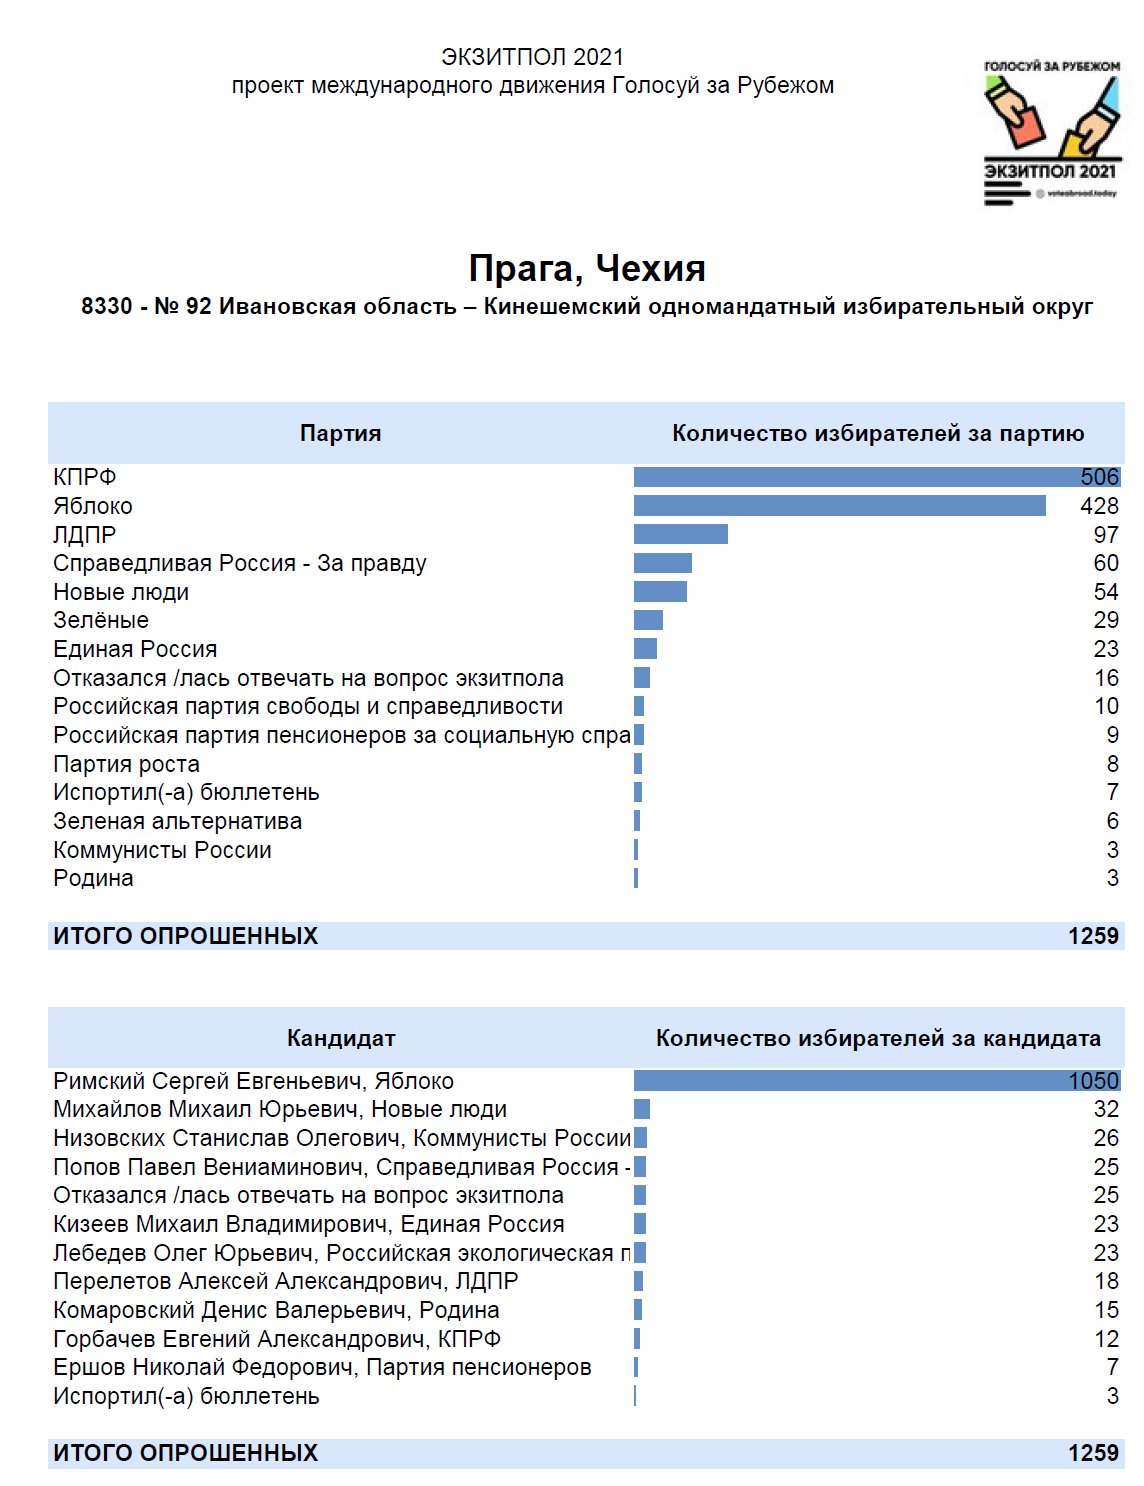 ЭКЗИТПОЛ 2021
проект международного движения Голосуй за Рубежом
ГОЛОСУЙ ЗА РУБЕЖОМ
ЭКЗИТПОЛ 2021
voteabroad.today
Прага, Чехия
8330 - № 92 Ивановская область – Кинешемский одномандатный избирательный округ
Партия Количество избирателей за партию
КПРФ 506
Яблоко 428
ЛДПР 97
Справедливая Россия - За правду 60
Новые люди 54
Зелёные 29
Единая Россия 23
Отказался /лась отвечать на вопрос экзитпола 16
Российская партия свободы и справедливости 10
Российская партия пенсионеров за социальную спра 9
Партия роста 8
Испортил(-а) бюллетень 7
Зеленая альтернатива 6
Коммунисты России 3
Родина 3
ИТОГО ОПРОШЕННЫХ 1259
Кандидат Количество избирателей за кандидата
Римский Сергей Евгеньевич, Яблоко 1050
Михайлов Михаил Юрьевич, Новые люди 32
Низовских Станислав Олегович, Коммунисты России 26
Попов Павел Вениаминович, Справедливая Россия - 25
Отказался /лась отвечать на вопрос экзитпола 25
Кизеев Михаил Владимирович, Единая Россия 23
Лебедев Олег Юрьевич, Российская экологическая п 23
Перелетов Алексей Александрович, ЛДПР 18
Комаровский Денис Валерьевич, Родина 15
Горбачев Евгений Александрович, КПРФ 12
Ершов Николай Федорович, Партия пенсионеров 7
Испортил(-а) бюллетень 3
ИТОГО ОПРОШЕННЫХ 1259